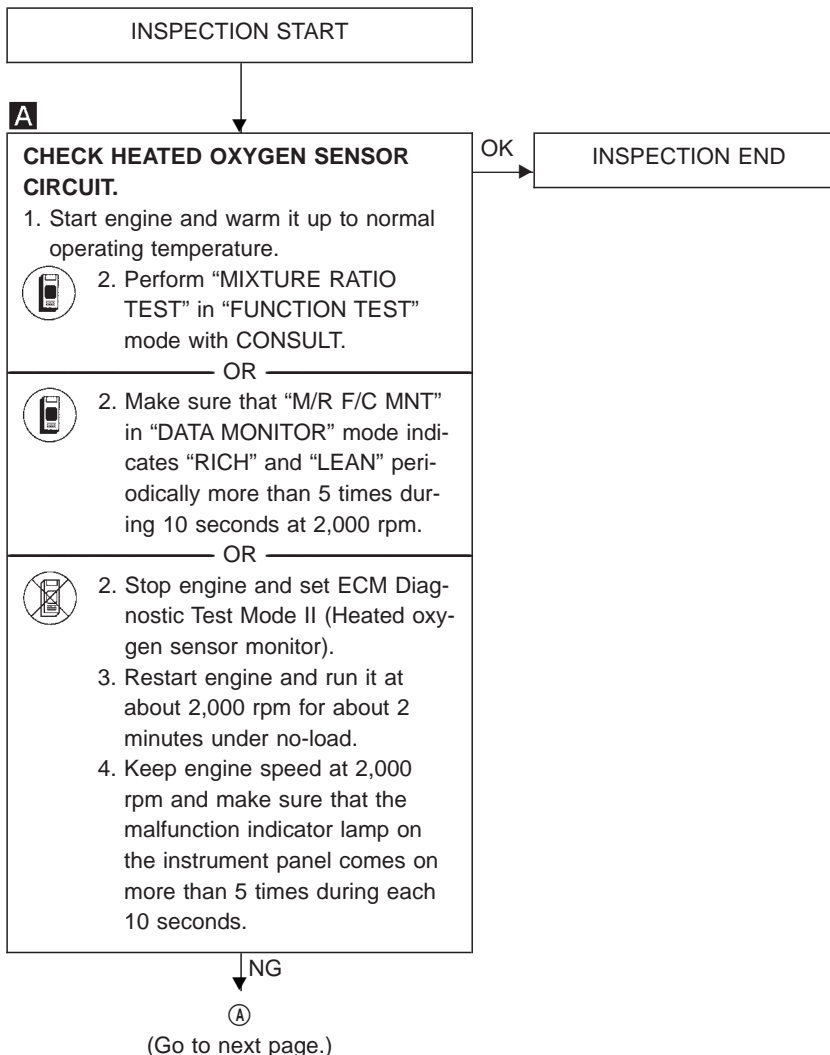 INSPECTION START
A
CHECK HEATED OXYGEN SENSOR
CIRCUIT.
OK
INSPECTION END
1. Start engine and warm it up to normal
operating temperature.
2. Perform “MIXTURE RATIO
TEST” in “FUNCTION TEST”
mode with CONSULT.
OR
2. Make sure that “M/R F/C MNT”
in “DATA MONITOR” mode indi-
cates “RICH” and “LEAN” peri-
odically more than 5 times dur-
ing 10 seconds at 2,000 rpm.
OR
2. Stop engine and set ECM Diag-
nostic Test Mode II (Heated oxy-
gen sensor monitor).
3. Restart engine and run it at
about 2,000 rpm for about 2
minutes under no-load.
4. Keep engine speed at 2,000
rpm and make sure that the
malfunction indicator lamp on
the instrument panel comes on
more than 5 times during each
10 seconds.
NG
Ⓐ
(Go to next page.)